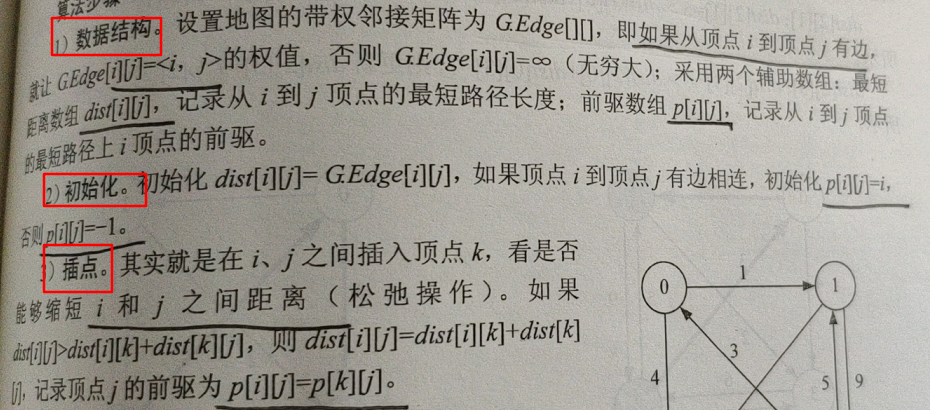 算法步骤
1) 数据结构。设置地图的带权邻接矩阵为 G.Edge[][]，即如果从顶点 i 到顶点 j 有边，
就让 G.Edge[i][j]=<i，j>的权值，否则 G.Edge[i][j]=∞（无穷大）；采用两个辅助数组：最短
距离数组 dist[i][j]，记录从 i 到 j 顶点的最短路径长度；前驱数组 p[i][j]，记录从 i 到 j 顶点
的最短路径上 i 顶点的前驱。
2) 初始化。初始化 dist[i][j]= G.Edge[i][j]，如果顶点 i 到顶点 j 有边相连，初始化 p[i][j]=i，
否则 p[i][j]=−1。
3) 插点。其实就是在 i、j 之间插入顶点 k，看是否
能够缩短 i 和 j 之间距离（松弛操作）。如果
dist[i][j]>dist[i][k]+dist[k][j]，则 dist[i][j]=dist[i][k]+dist[k]
[j]，记录顶点 j 的前驱为 p[i][j]=p[k][j]。
0
1
1
3
4
5
9